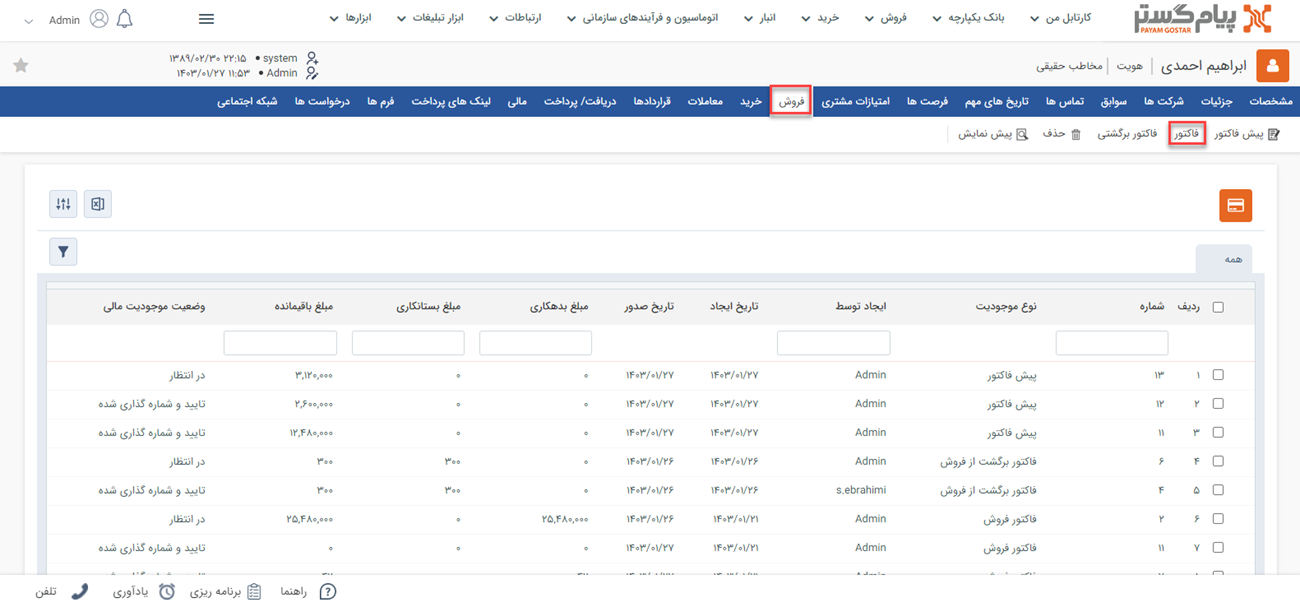 پیام گستر
PAYAM GOSTAR
کارتابل من بانک یکپارچه فروش خرید انبار اتوماسیون و فرآیندهای سازمانی ارتباطات ابزار تبلیغات ابزارها Admin
ابراهیم احمدی هویت مخاطب حقیقی
system • ۱۳۸۹/۰۲/۳۰ ۲۲:۱۵
Admin • ۱۴۰۳/۰۱/۲۷ ۱۱:۵۳
مشخصات جزئیات شرکت ها سوابق تماس ها تاریخ های مهم فرصت ها امتیازات مشتری فروش خرید معاملات قراردادها دریافت/ پرداخت مالی لینک های پرداخت فرم ها درخواست ها شبکه اجتماعی
پیش فاکتور فاکتور فاکتور برگشتی حذف پیش نمایش
همه
ردیف شماره نوع موجودیت ایجاد توسط تاریخ ایجاد تاریخ صدور مبلغ بدهکاری مبلغ بستانکاری مبلغ باقیمانده وضعیت موجودیت مالی
۱ ۱۳ پیش فاکتور Admin ۱۴۰۳/۰۱/۲۷ ۱۴۰۳/۰۱/۲۷ ۰ ۰ ۳,۱۲۰,۰۰۰ در انتظار
۲ ۱۲ پیش فاکتور Admin ۱۴۰۳/۰۱/۲۷ ۱۴۰۳/۰۱/۲۷ ۰ ۰ ۲,۶۰۰,۰۰۰ تایید و شماره گذاری شده
۳ ۱۱ پیش فاکتور Admin ۱۴۰۳/۰۱/۲۷ ۱۴۰۳/۰۱/۲۷ ۰ ۰ ۱۲,۴۸۰,۰۰۰ تایید و شماره گذاری شده
۴ ۶ فاکتور برگشت از فروش Admin ۱۴۰۳/۰۱/۲۶ ۱۴۰۳/۰۱/۲۶ ۰ ۳۰۰ ۳۰۰ در انتظار
۵ ۴ فاکتور برگشت از فروش s.ebrahimi ۱۴۰۳/۰۱/۲۶ ۱۴۰۳/۰۱/۲۶ ۰ ۳۰۰ ۳۰۰ تایید و شماره گذاری شده
۶ ۲ فاکتور فروش Admin ۱۴۰۳/۰۱/۲۱ ۱۴۰۳/۰۱/۲۶ ۲۵,۴۸۰,۰۰۰ ۰ ۲۵,۴۸۰,۰۰۰ در انتظار
۷ ۱۱ فاکتور فروش Admin ۱۴۰۳/۰۱/۲۱ ۱۴۰۳/۰۱/۲۷ ۰ ۰ ۰ تایید و شماره گذاری شده
راهنما برنامه ریزی یادآوری تلفن